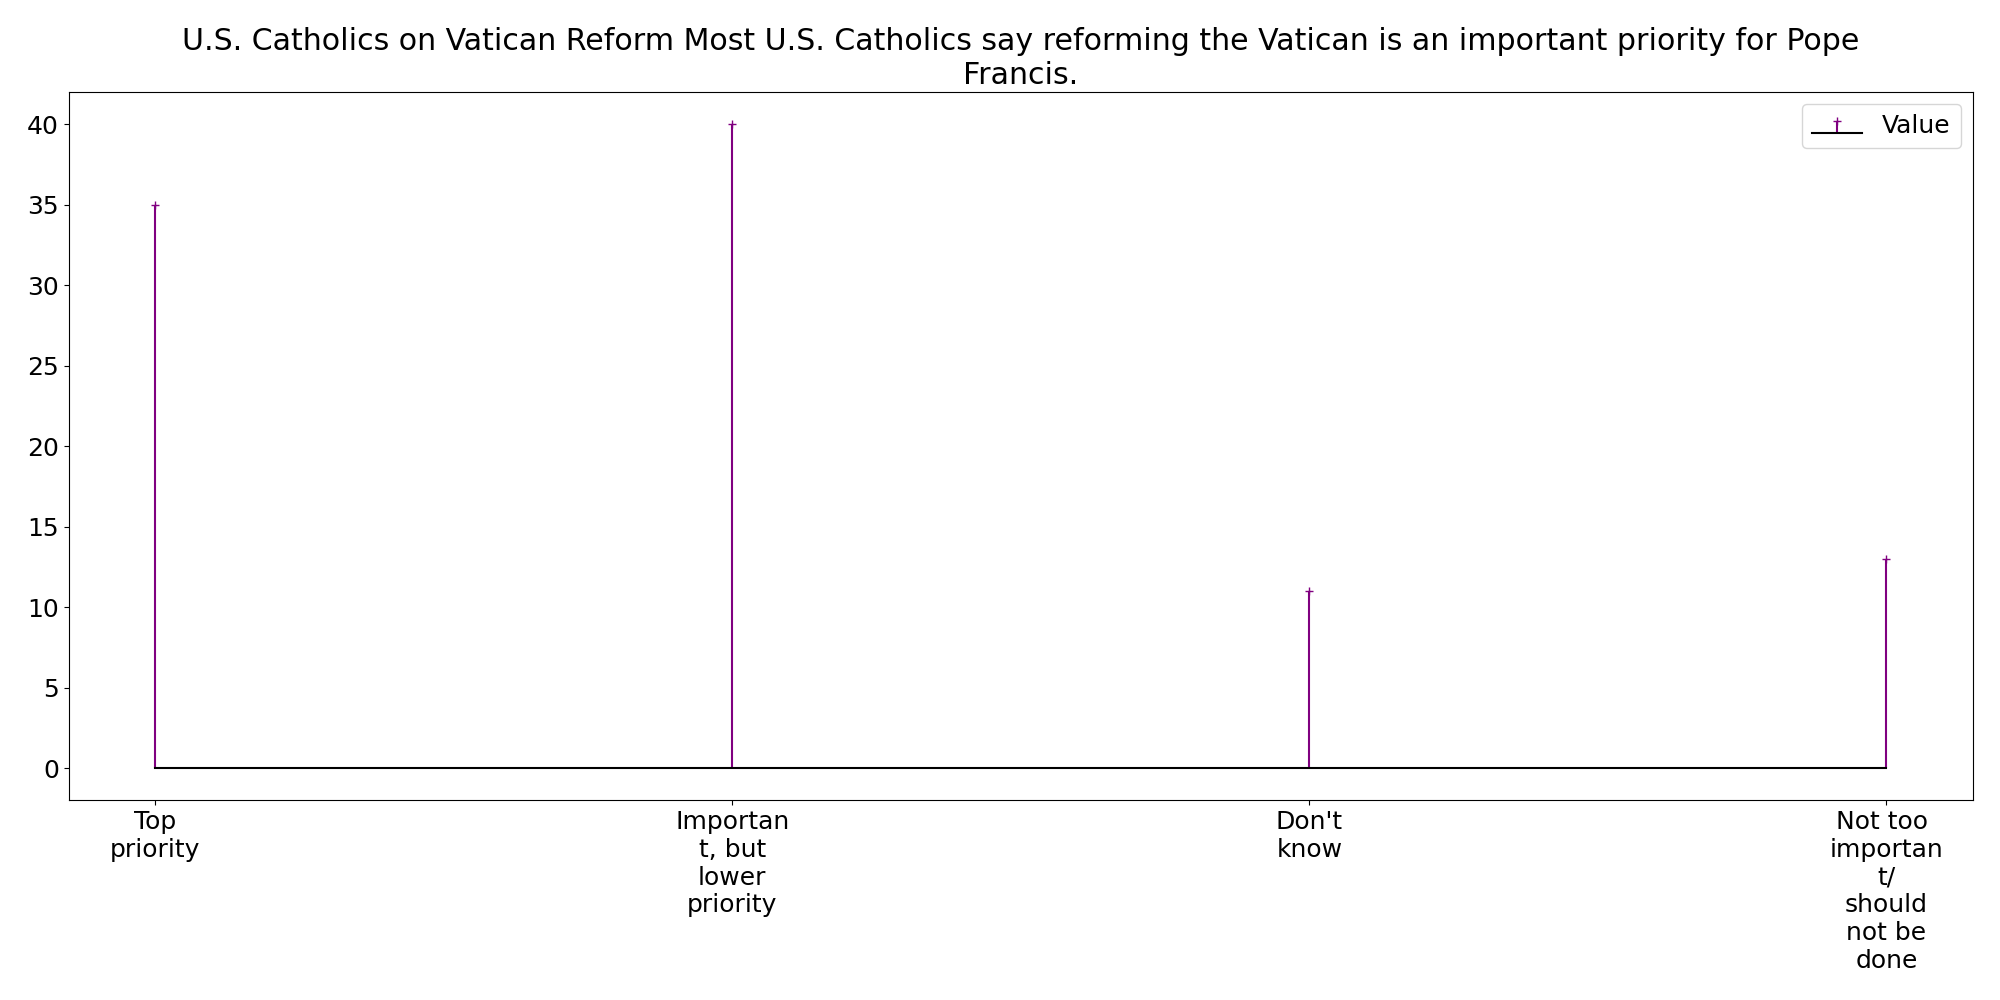 U.S. Catholics on Vatican Reform Most U.S. Catholics say reforming the Vatican is an important priority for Pope
Francis.
Value
40
35
30
25
20
15
10
5
0
Top
priority
Importan
t, but
lower
priority
Don't
know
Not too
importan
t/
should
not be
done